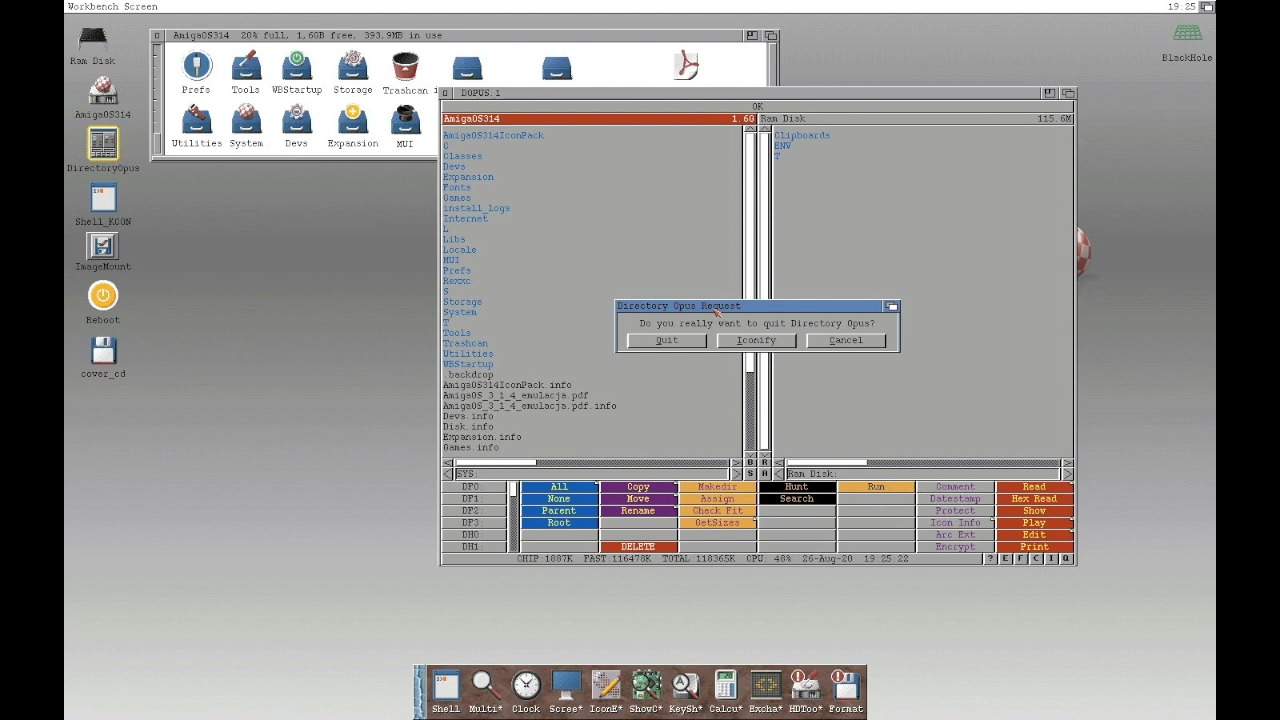 Workbench Screen 19.25
Ram Disk
AmigaOS314
DirectoryOpus
Shell_KCON
ImageMount
Reboot
cover_cd
BlackHole
AmigaOS314 20% full, 1,6GB free, 393,9MB in use
Prefs Tools WBStartup Storage Trashcan
Utilities System Devs Expansion MUI
DOPUS.1
OK
AmigaOS314 1.6G Ram Disk 115.6M
AmigaOS314IconPack
C
Classes
Devs
Expansion
Fonts
Games
install_logs
Internet
L
Libs
Locale
MUI
Prefs
Rexxc
S
Storage
System
T
Tools
Trashcan
Utilities
WBStartup
.backdrop
AmigaOS314IconPack.info
AmigaOS_3_1_4_emulacja.pdf
AmigaOS_3_1_4_emulacja.pdf.info
Devs.info
Disk.info
Expansion.info
Games.info
Clipboards
ENV
T
Directory Opus Request
Do you really want to quit Directory Opus?
Quit Iconify Cancel
B R
SYS: S A Ram Disk:
DF0 All Copy Makedir Hunt Run Comment Read
DF1: None Move Assign Search Datestamp Hex Read
DF2: Parent Rename Check Fit Protect Show
DF3: Root GetSizes Icon Info Play
DH0: Arc Ext Edit
DH1: DELETE Encrypt Print
CHIP:1887K FAST:116478K TOTAL:118365K CPU: 48% 26-Aug-20 19:25:22 ? E F C I Q
Shell Multi* Clock Scree* IconE* ShowC* KeySh* Calcu* Excha* HDToo* Format